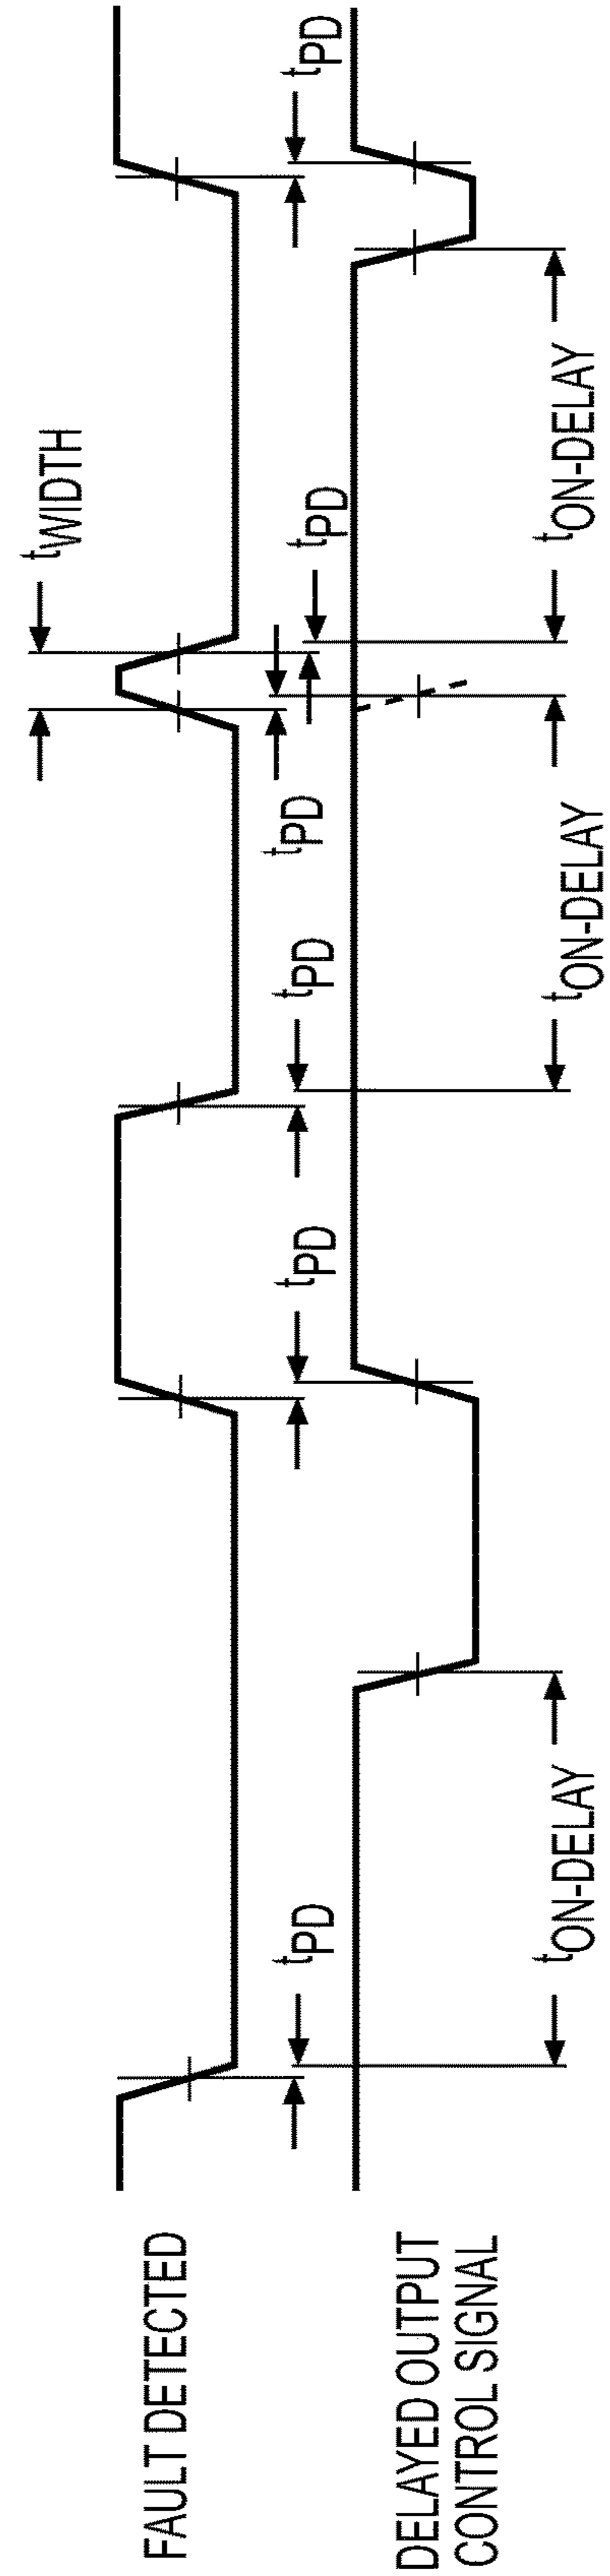 FAULT DETECTED
DELAYED OUTPUT
CONTROL SIGNAL
tWIDTH
tPD
tPD
tPD
tPD
tPD
tPD
tON-DELAY
tON-DELAY
tON-DELAY